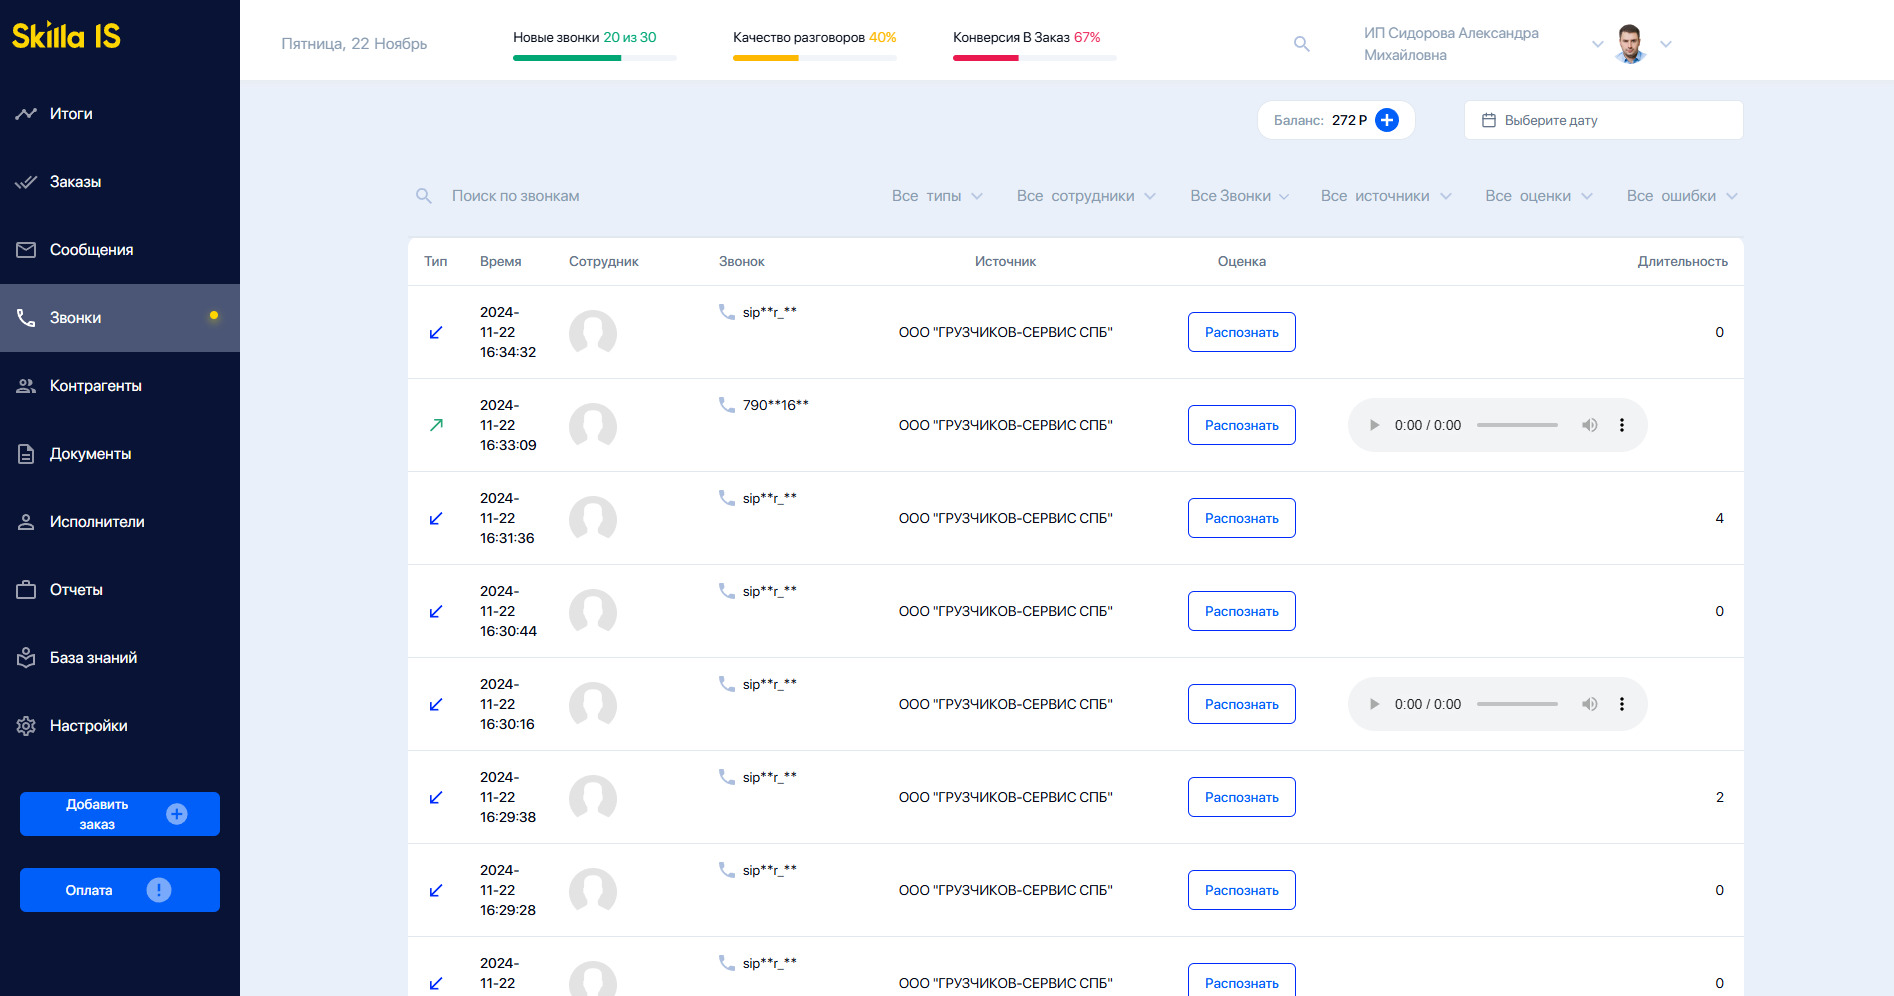 Skilla IS
Пятница, 22 Ноябрь
Новые звонки 20 из 30
Качество разговоров 40%
Конверсия В Заказ 67%
ИП Сидорова Александра
Михайловна
Итоги
Заказы
Сообщения
Звонки
Контрагенты
Документы
Исполнители
Отчеты
База знаний
Настройки
Добавить
заказ
Оплата
Баланс: 272 Р
Выберите дату
Поиск по звонкам
Все типы
Все сотрудники
Все Звонки
Все источники
Все оценки
Все ошибки
Тип Время Сотрудник Звонок Источник Оценка Длительность
2024-
11-22
16:34:32
sip**r_**
ООО "ГРУЗЧИКОВ-СЕРВИС СПБ"
Распознать
0
2024-
11-22
16:33:09
790**16**
ООО "ГРУЗЧИКОВ-СЕРВИС СПБ"
Распознать
0:00 / 0:00
2024-
11-22
16:31:36
sip**r_**
ООО "ГРУЗЧИКОВ-СЕРВИС СПБ"
Распознать
4
2024-
11-22
16:30:44
sip**r_**
ООО "ГРУЗЧИКОВ-СЕРВИС СПБ"
Распознать
0
2024-
11-22
16:30:16
sip**r_**
ООО "ГРУЗЧИКОВ-СЕРВИС СПБ"
Распознать
0:00 / 0:00
2024-
11-22
16:29:38
sip**r_**
ООО "ГРУЗЧИКОВ-СЕРВИС СПБ"
Распознать
2
2024-
11-22
16:29:28
sip**r_**
ООО "ГРУЗЧИКОВ-СЕРВИС СПБ"
Распознать
0
2024-
11-22
sip**r_**
ООО "ГРУЗЧИКОВ-СЕРВИС СПБ"
Распознать
0